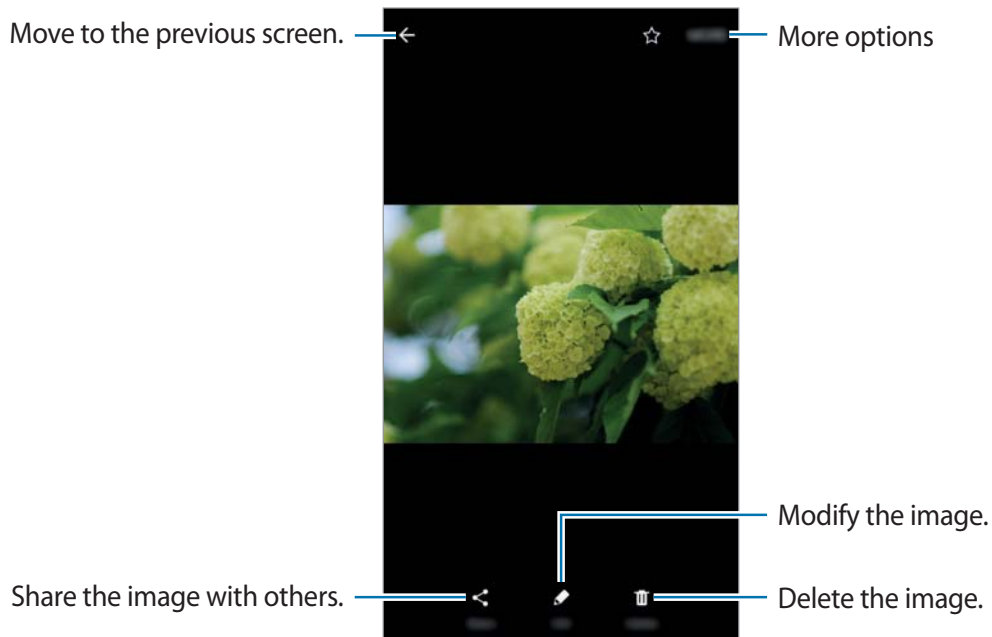 Move to the previous screen.
More options
Modify the image.
Share the image with others.
Delete the image.